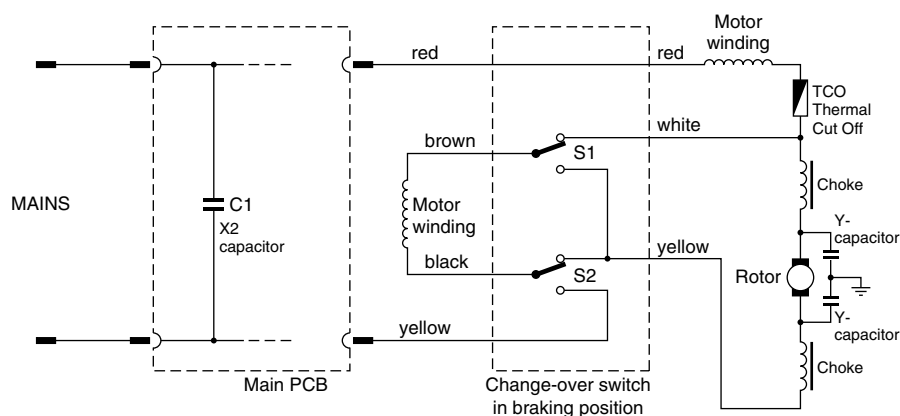 Motor
winding
red
red
TCO
Thermal
Cut Off
white
brown
S1
MAINS
C1
X2
capacitor
Motor
winding
Choke
Y-
capacitor
black
yellow
S2
Rotor
Y-
capacitor
yellow
Choke
Main PCB
Change-over switch
in braking position